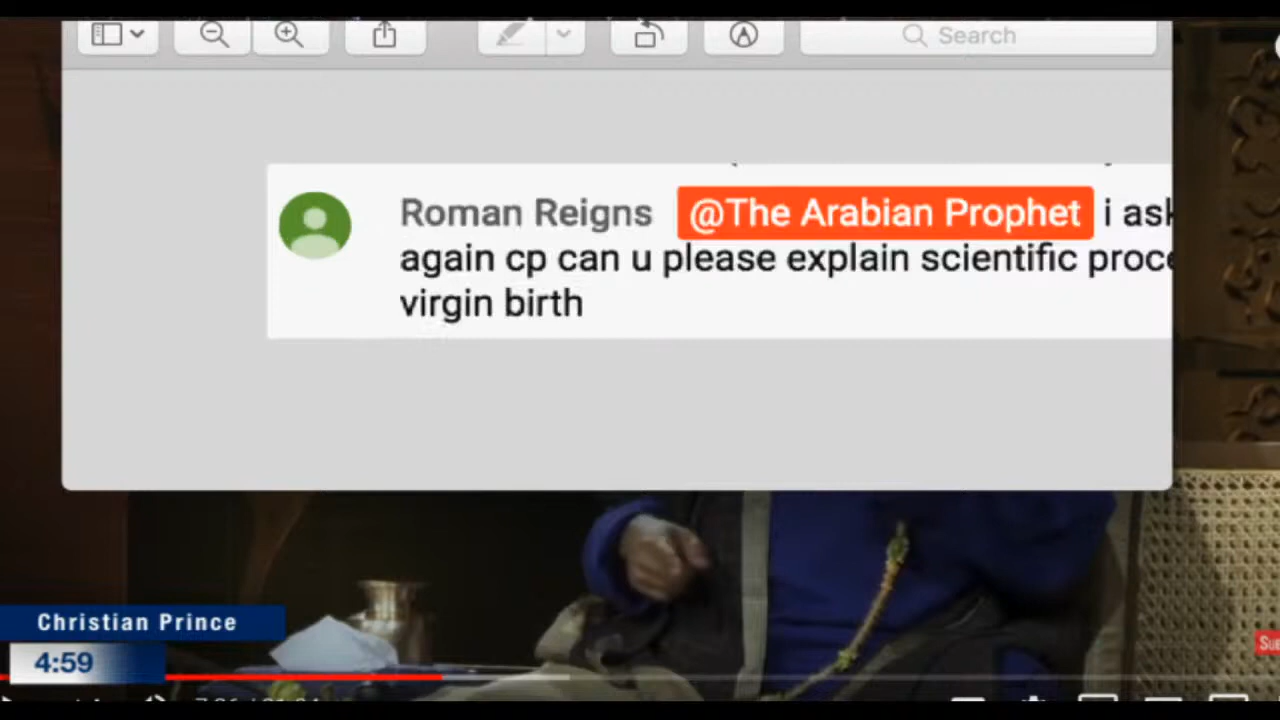 Search
Roman Reigns @The Arabian Prophet i ask
again cp can u please explain scientific proce
virgin birth
Christian Prince
4:59